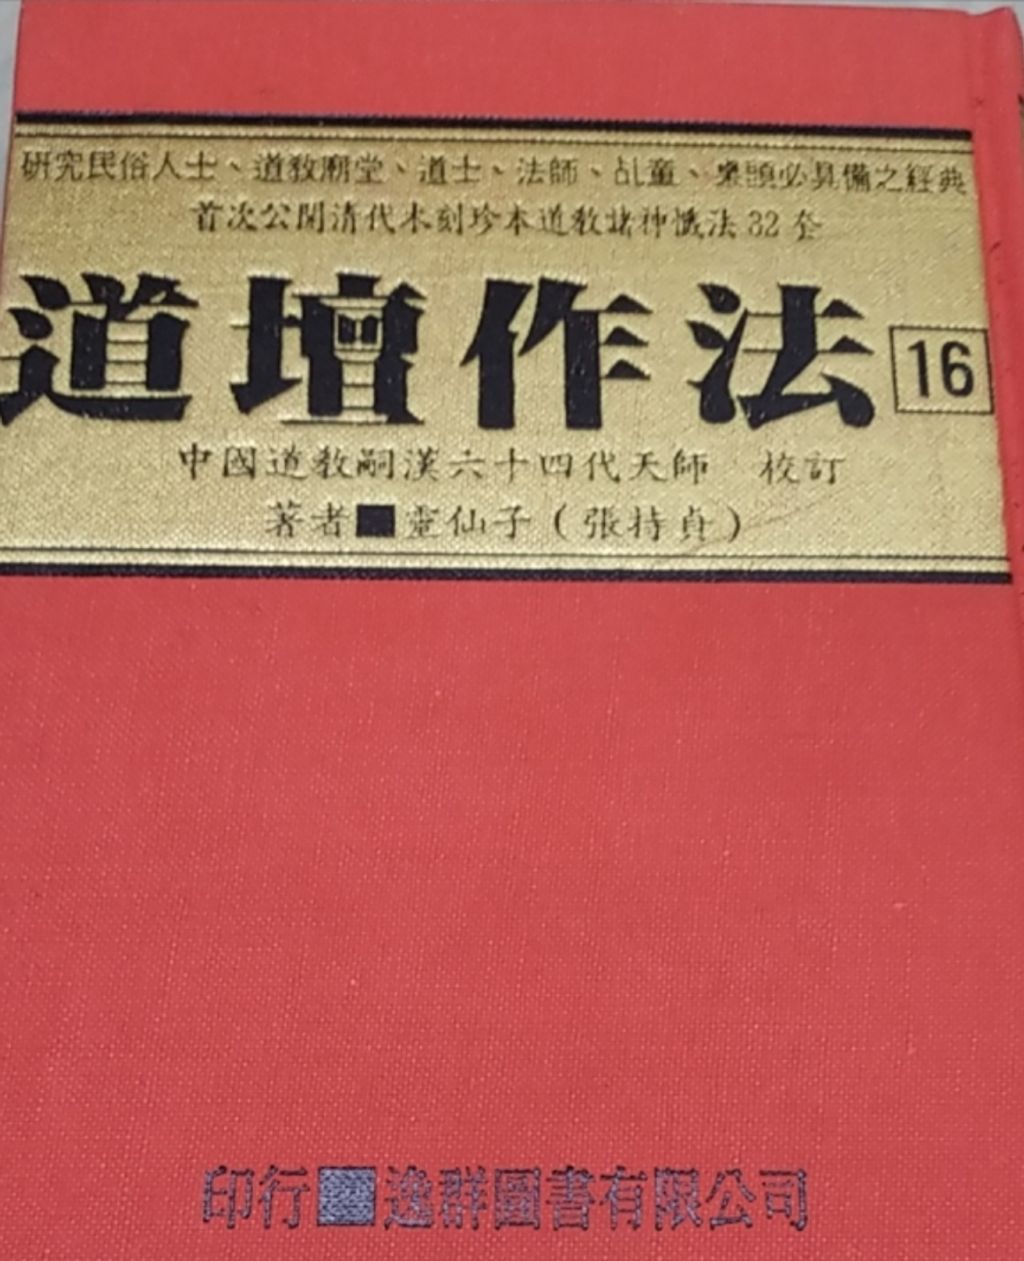 研究民俗人士、道教廟堂、道士、法師、乩童、桌頭必具備之經典
首次公開清代木刻珍本道教諸神懺法32套
道壇作法 16
中國道教嗣漢六十四代天師 校訂
著者■靈仙子(張持貞)
印行■逸群圖書有限公司